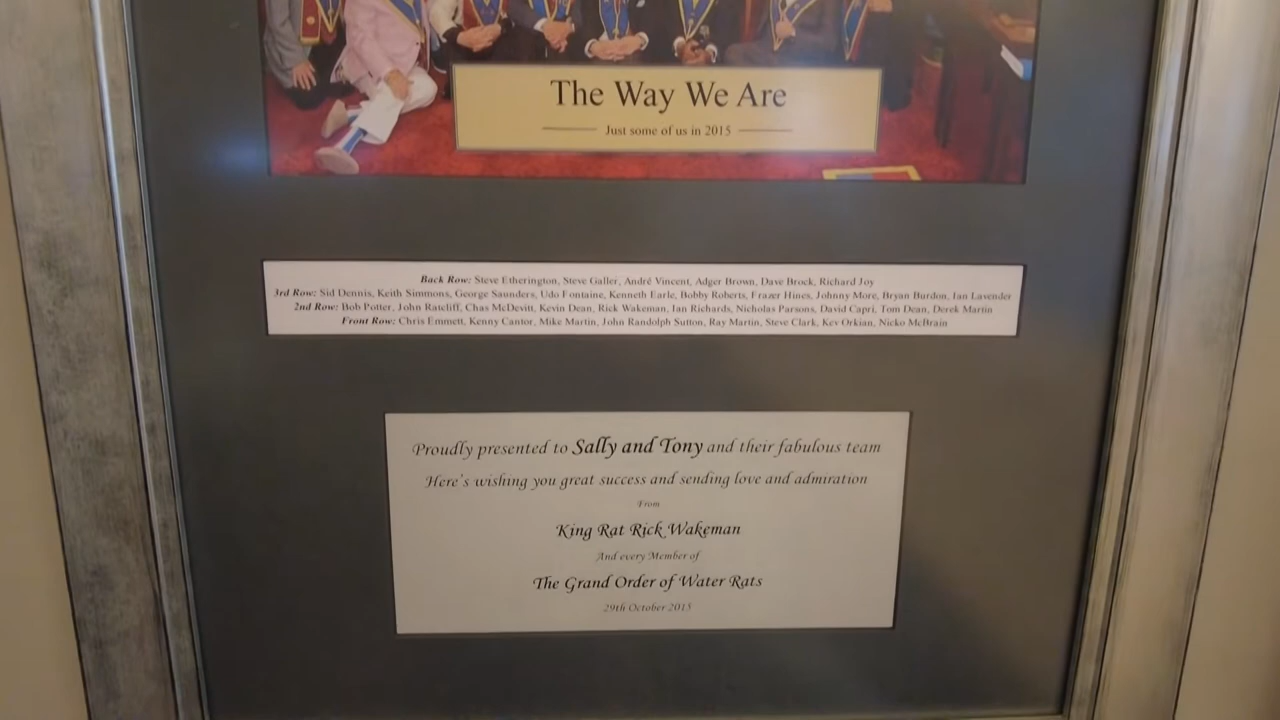 The Way We Are
Just some of us in 2015
Back Row: Steve Etherington, Steve Galler, André Vincent, Adger Brown, Dave Brock, Richard Joy
3rd Row: Sid Dennis, Keith Simmons, George Saunders, Udo Fontaine, Kenneth Earle, Bobby Roberts, Frazer Hines, Johnny More, Bryan Burdon, Ian Lavender
2nd Row: Bob Potter, John Ratcliff, Chas McDevitt, Kevin Dean, Rick Wakeman, Ian Richards, Nicholas Parsons, David Capri, Tom Dean, Derek Martin
Front Row: Chris Emmett, Kenny Cantor, Mike Martin, John Randolph Sutton, Ray Martin, Steve Clark, Kev Orkian, Nicko McBrain
Proudly presented to Sally and Tony and their fabulous team
Here's wishing you great success and sending love and admiration
From
King Rat Rick Wakeman
And every Member of
The Grand Order of Water Rats
29th October 2015